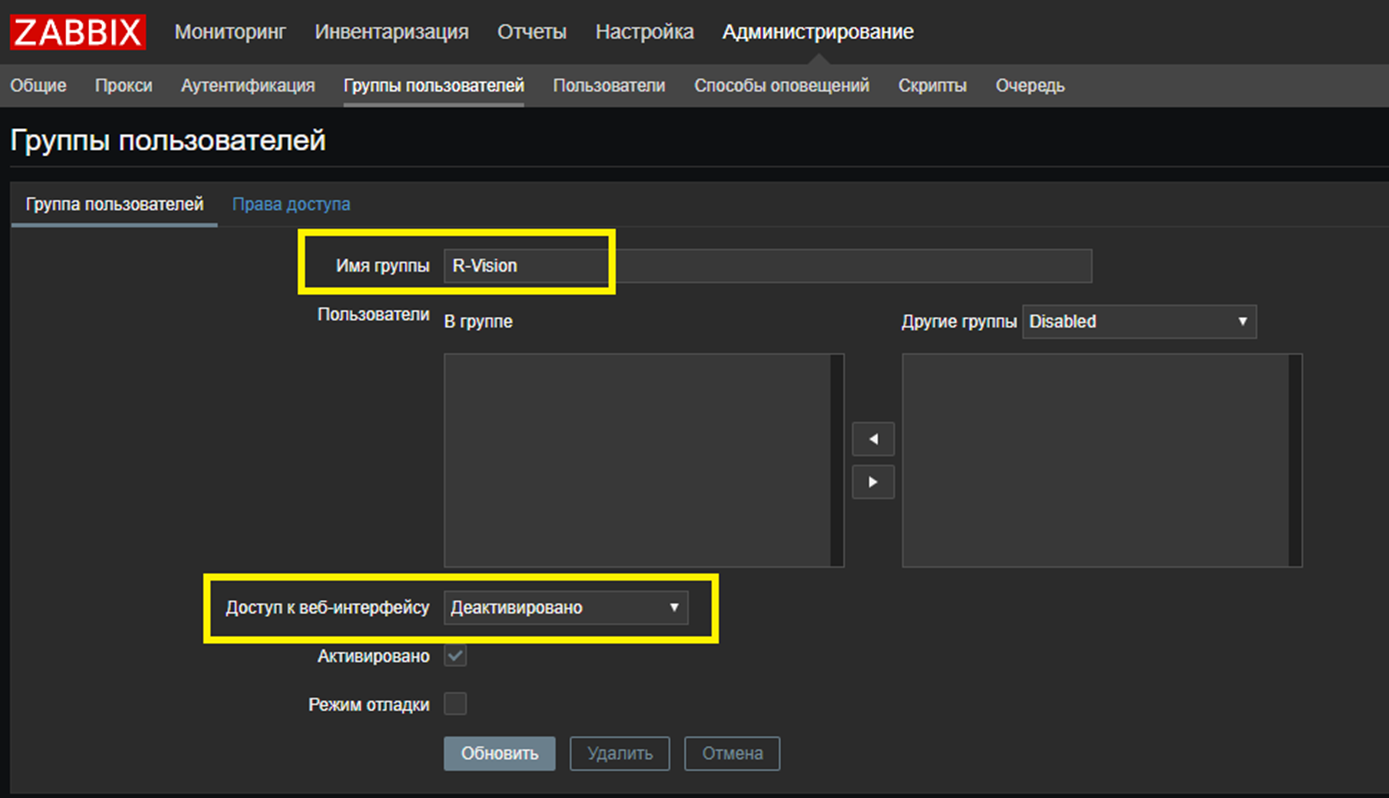 ZABBIX Мониторинг Инвентаризация Отчеты Настройка Администрирование
Общие Прокси Аутентификация Группы пользователей Пользователи Способы оповещений Скрипты Очередь
Группы пользователей
Группа пользователей Права доступа
Имя группы R-Vision
Пользователи В группе Другие группы Disabled
Доступ к веб-интерфейсу Деактивировано
Активировано
Режим отладки
Обновить Удалить Отмена